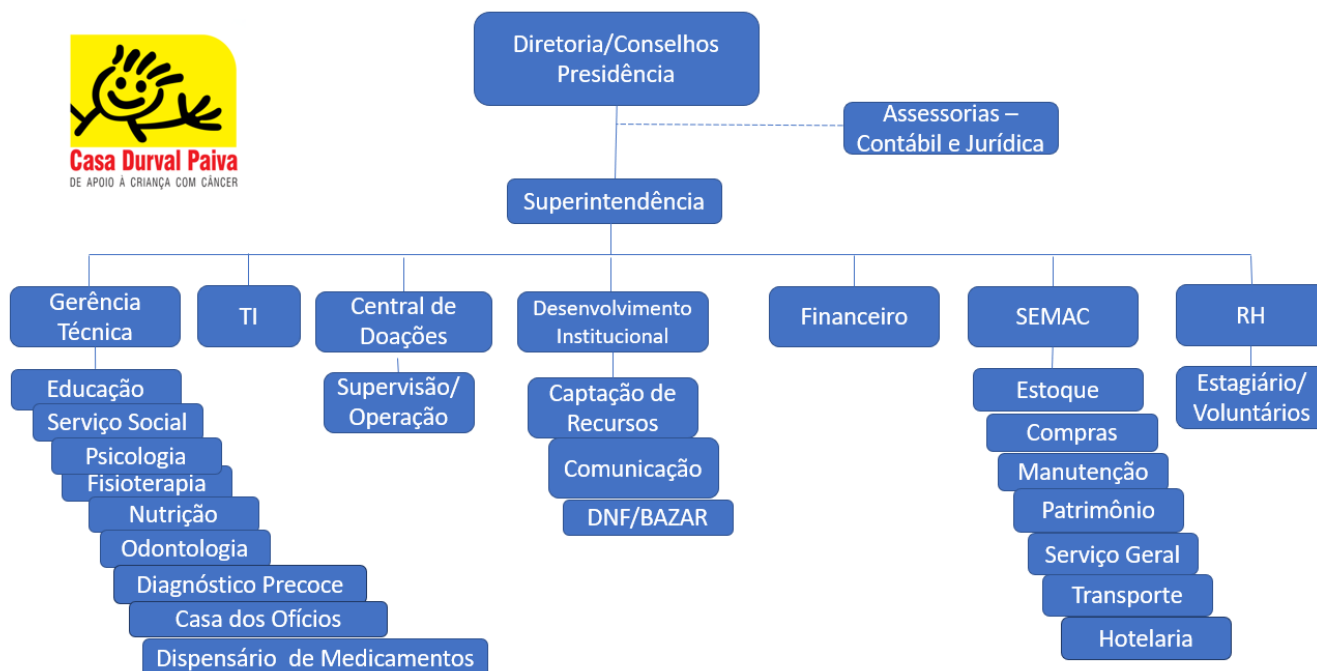 Diretoria/Conselhos
Presidência
Casa Durval Paiva
DE APOIO À CRIANÇA COM CÂNCER
Assessorias –
Contábil e Jurídica
Superintendência
Gerência
Técnica
TI
Central de
Doações
Desenvolvimento
Institucional
Financeiro
SEMAC
RH
Educação
Serviço Social
Psicologia
Fisioterapia
Nutrição
Odontologia
Diagnóstico Precoce
Casa dos Ofícios
Dispensário de Medicamentos
Supervisão/
Operação
Captação de
Recursos
Comunicação
DNF/BAZAR
Estoque
Compras
Manutenção
Patrimônio
Serviço Geral
Transporte
Hotelaria
Estagiário/
Voluntários